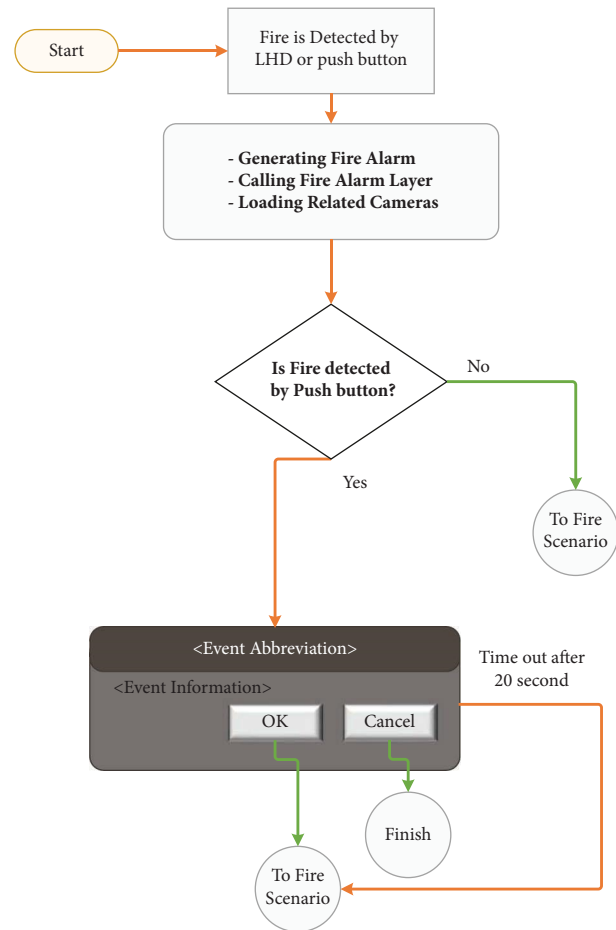 Start
Fire is Detected by
LHD or push button
- Generating Fire Alarm
- Calling Fire Alarm Layer
- Loading Related Cameras
Is Fire detected
by Push button?
No
Yes
To Fire
Scenario
<Event Abbreviation>
<Event Information>
OK
Cancel
Time out after
20 second
Finish
To Fire
Scenario